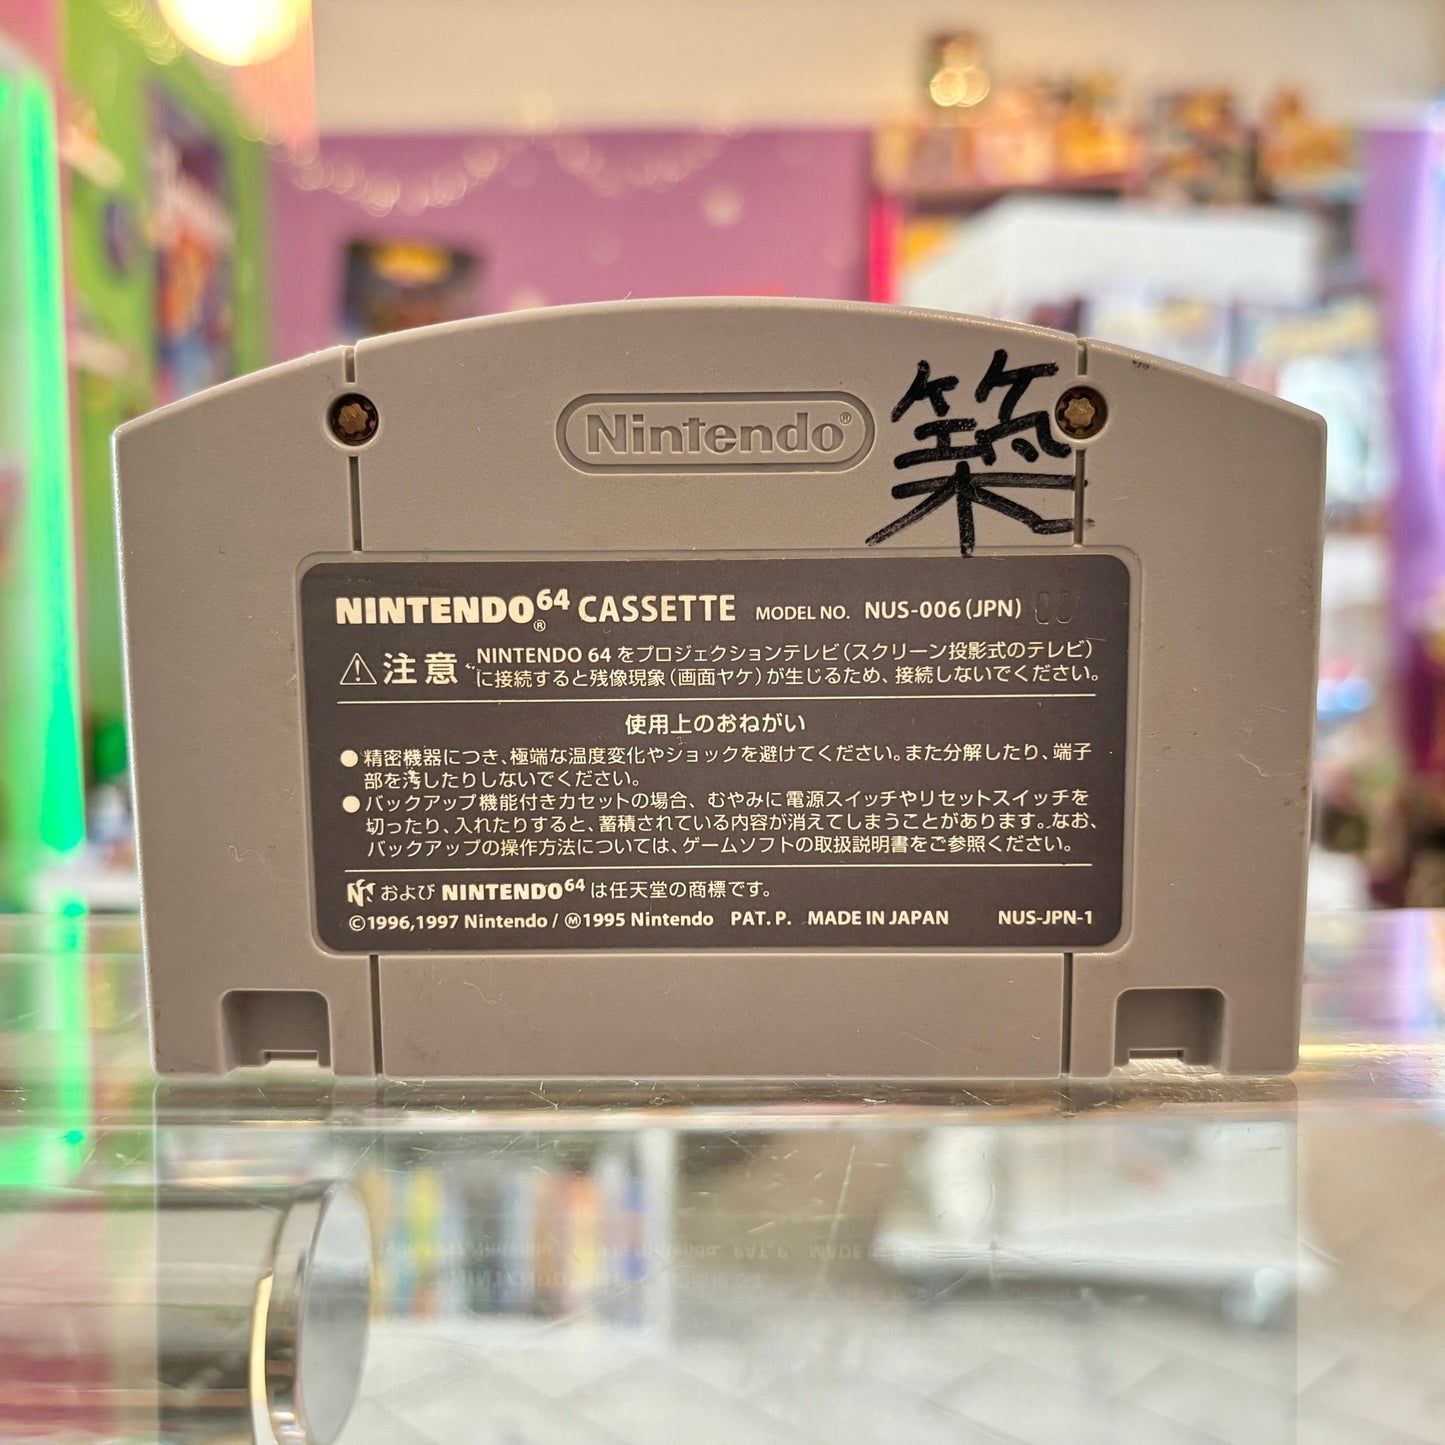 Nintendo®
築
NINTENDO64® CASSETTE MODEL NO. NUS-006(JPN) 00
⚠注意 NINTENDO 64 をプロジェクションテレビ(スクリーン投影式のテレビ)
に接続すると残像現象(画面ヤケ)が生じるため、接続しないでください。
使用上のおねがい
●精密機器につき、極端な温度変化やショックを避けてください。また分解したり、端子
部を汚したりしないでください。
●バックアップ機能付きカセットの場合、むやみに電源スイッチやリセットスイッチを
切ったり、入れたりすると、蓄積されている内容が消えてしまうことがあります。なお、
バックアップの操作方法については、ゲームソフトの取扱説明書をご参照ください。
および NINTENDO64 は任天堂の商標です。
©1996,1997 Nintendo / Ⓜ1995 Nintendo PAT. P. MADE IN JAPAN NUS-JPN-1